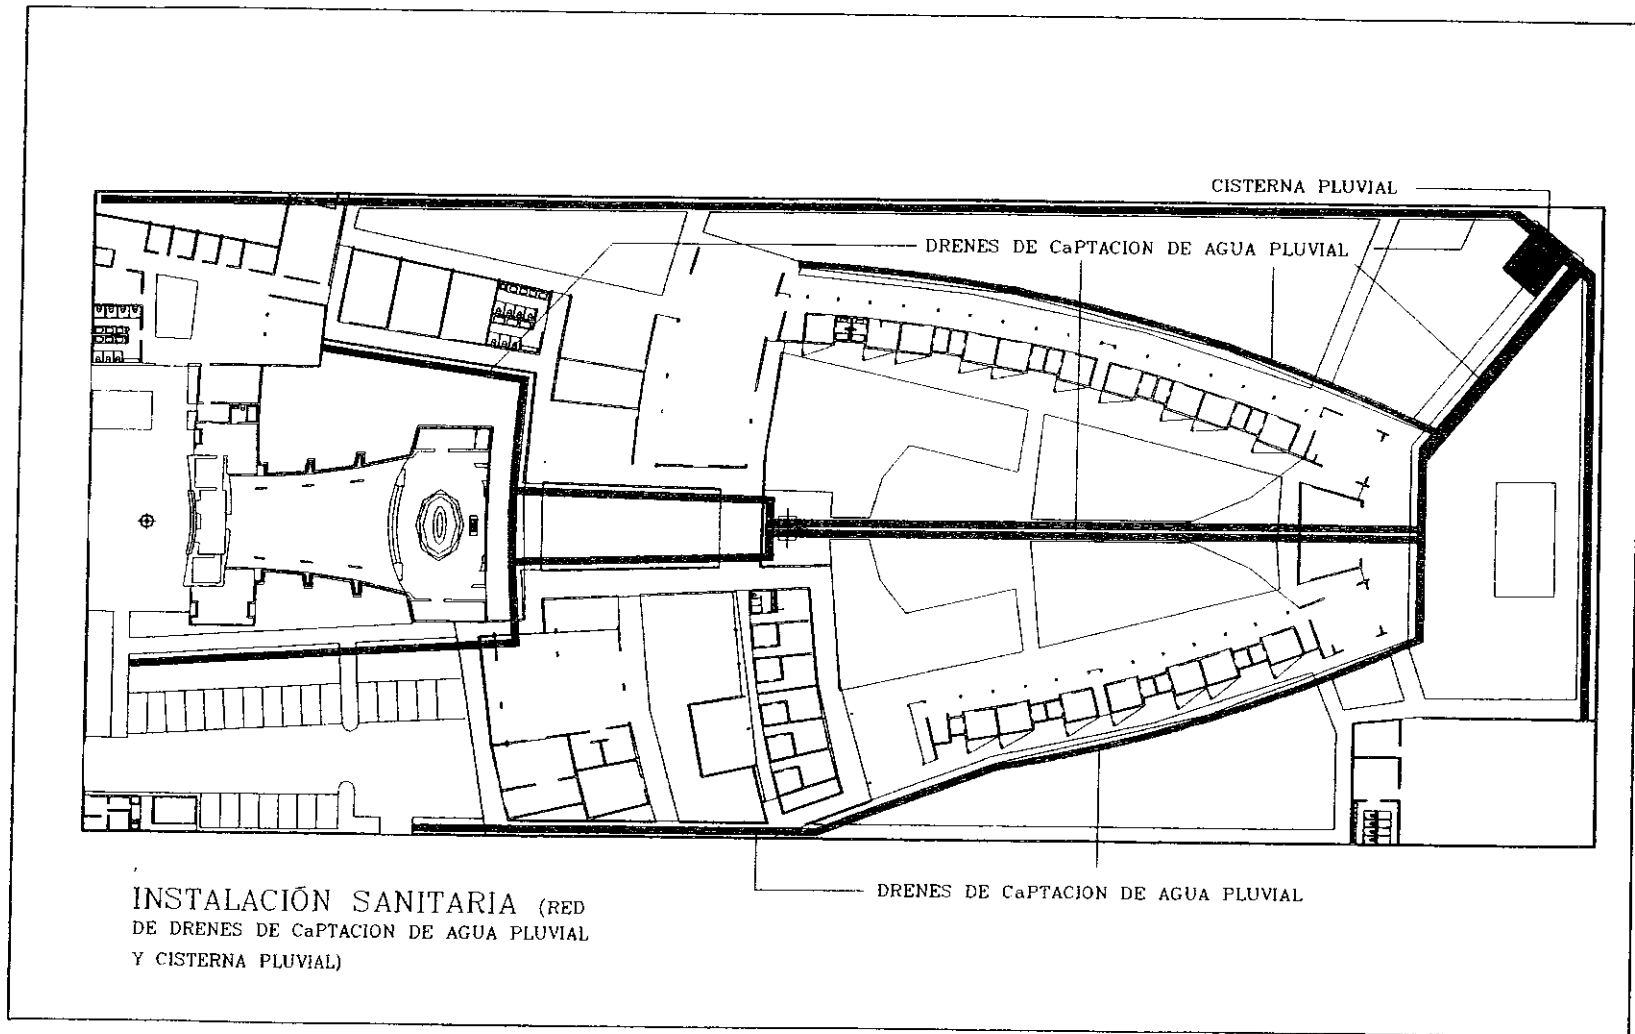 CISTERNA PLUVIAL
DRENES DE CaPTACION DE AGUA PLUVIAL
DRENES DE CaPTACION DE AGUA PLUVIAL
INSTALACIÓN SANITARIA (RED
DE DRENES DE CaPTACION DE AGUA PLUVIAL
Y CISTERNA PLUVIAL)